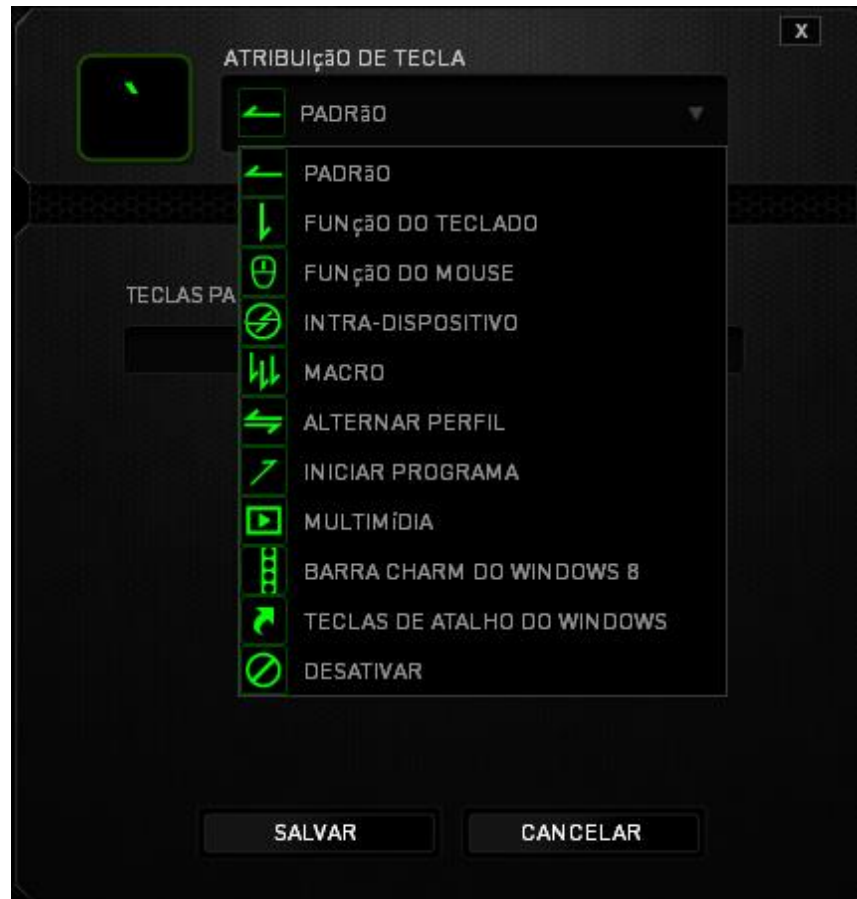 X
ATRIBUIçãO DE TECLA
`
PADRãO
PADRãO
FUNçãO DO TECLADO
FUNçãO DO MOUSE
TECLAS PA
INTRA-DISPOSITIVO
MACRO
ALTERNAR PERFIL
INICIAR PROGRAMA
MULTIMíDIA
BARRA CHARM DO WINDOWS 8
TECLAS DE ATALHO DO WINDOWS
DESATIVAR
SALVAR
CANCELAR